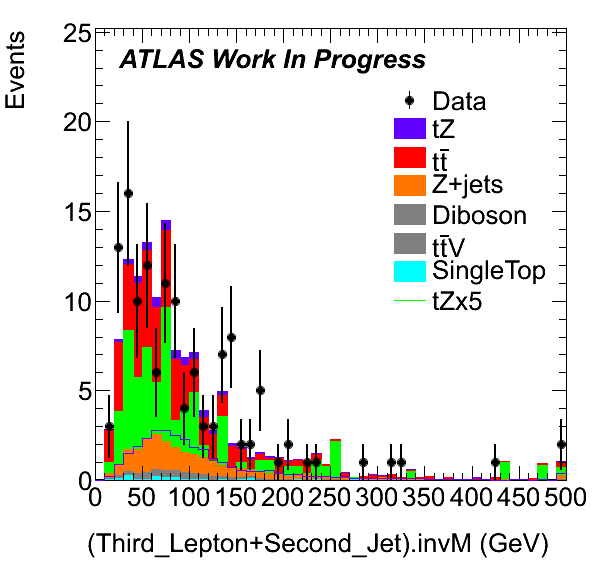 Events
25
20
15
10
5
0
ATLAS Work In Progress
Data
tZ
tt̄
Z+jets
Diboson
tt̄V
SingleTop
tZx5
0 50 100 150 200 250 300 350 400 450 500
(Third_Lepton+Second_Jet).invM (GeV)